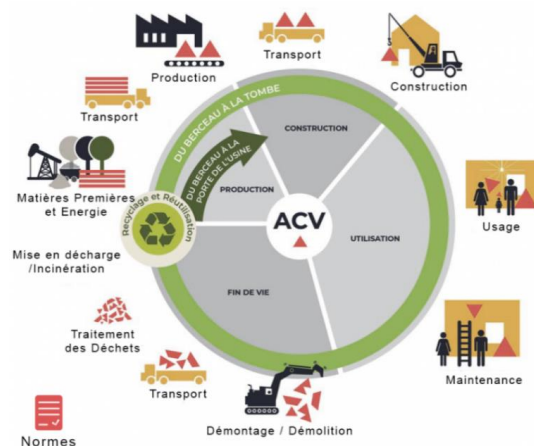 Production
Transport
Construction
Transport
DU BERCEAU À LA TOMBE
DU BERCEAU À LA
PORTE DE L'USINE
CONSTRUCTION
PRODUCTION
Matières Premières
et Energie
Recyclage et Réutilisation
ACV
UTILISATION
Usage
Mise en décharge
/Incinération
FIN DE VIE
Traitement
des Déchets
Maintenance
Transport
Démontage / Démolition
Normes